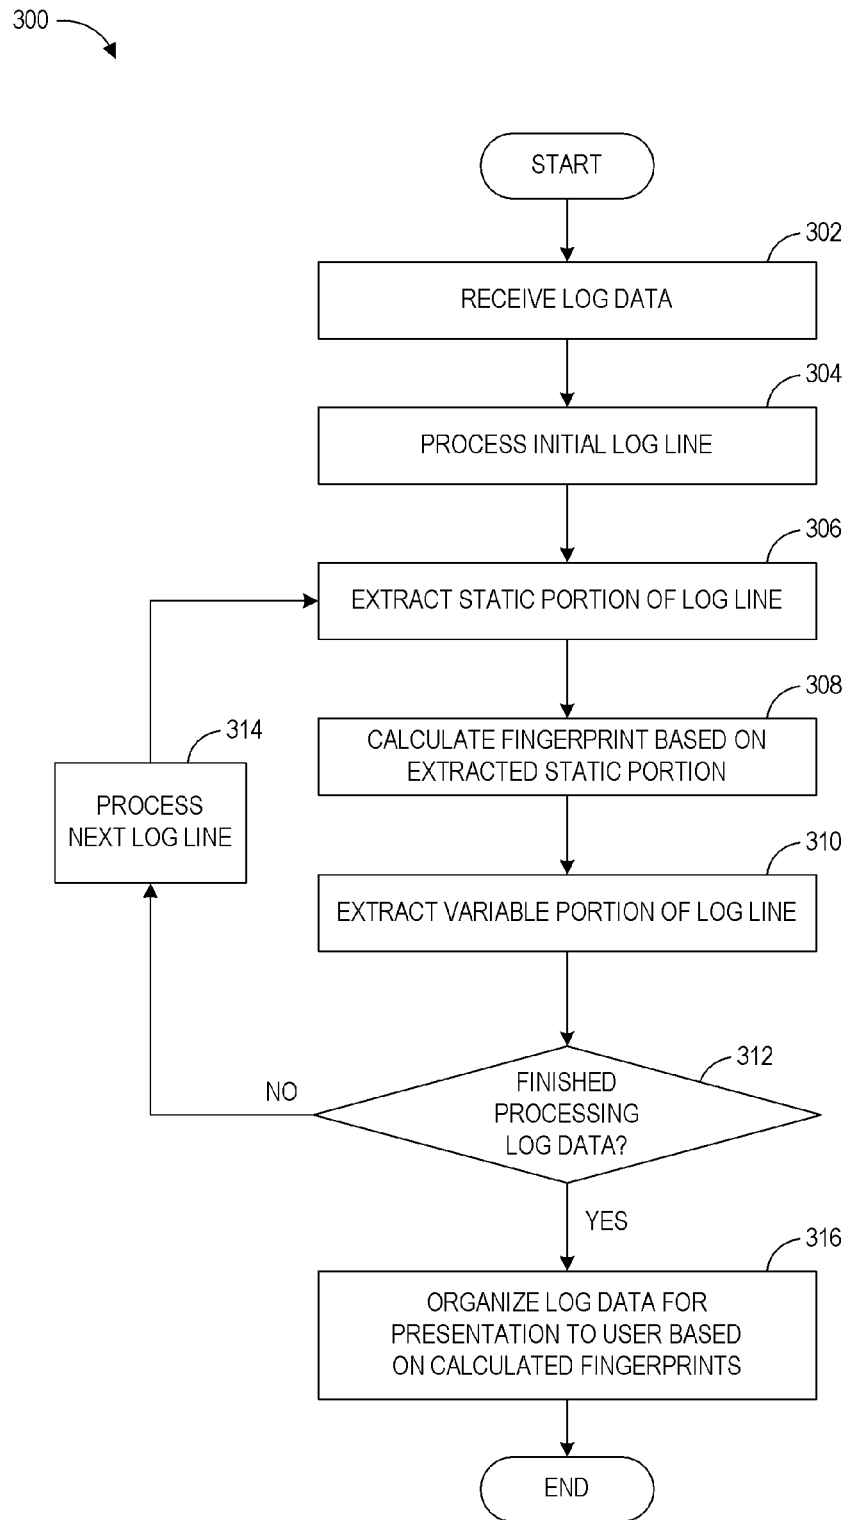 300
START
302
RECEIVE LOG DATA
304
PROCESS INITIAL LOG LINE
306
EXTRACT STATIC PORTION OF LOG LINE
308
CALCULATE FINGERPRINT BASED ON
EXTRACTED STATIC PORTION
314
PROCESS
NEXT LOG LINE
310
EXTRACT VARIABLE PORTION OF LOG LINE
312
FINISHED
PROCESSING
LOG DATA?
NO
YES
316
ORGANIZE LOG DATA FOR
PRESENTATION TO USER BASED
ON CALCULATED FINGERPRINTS
END